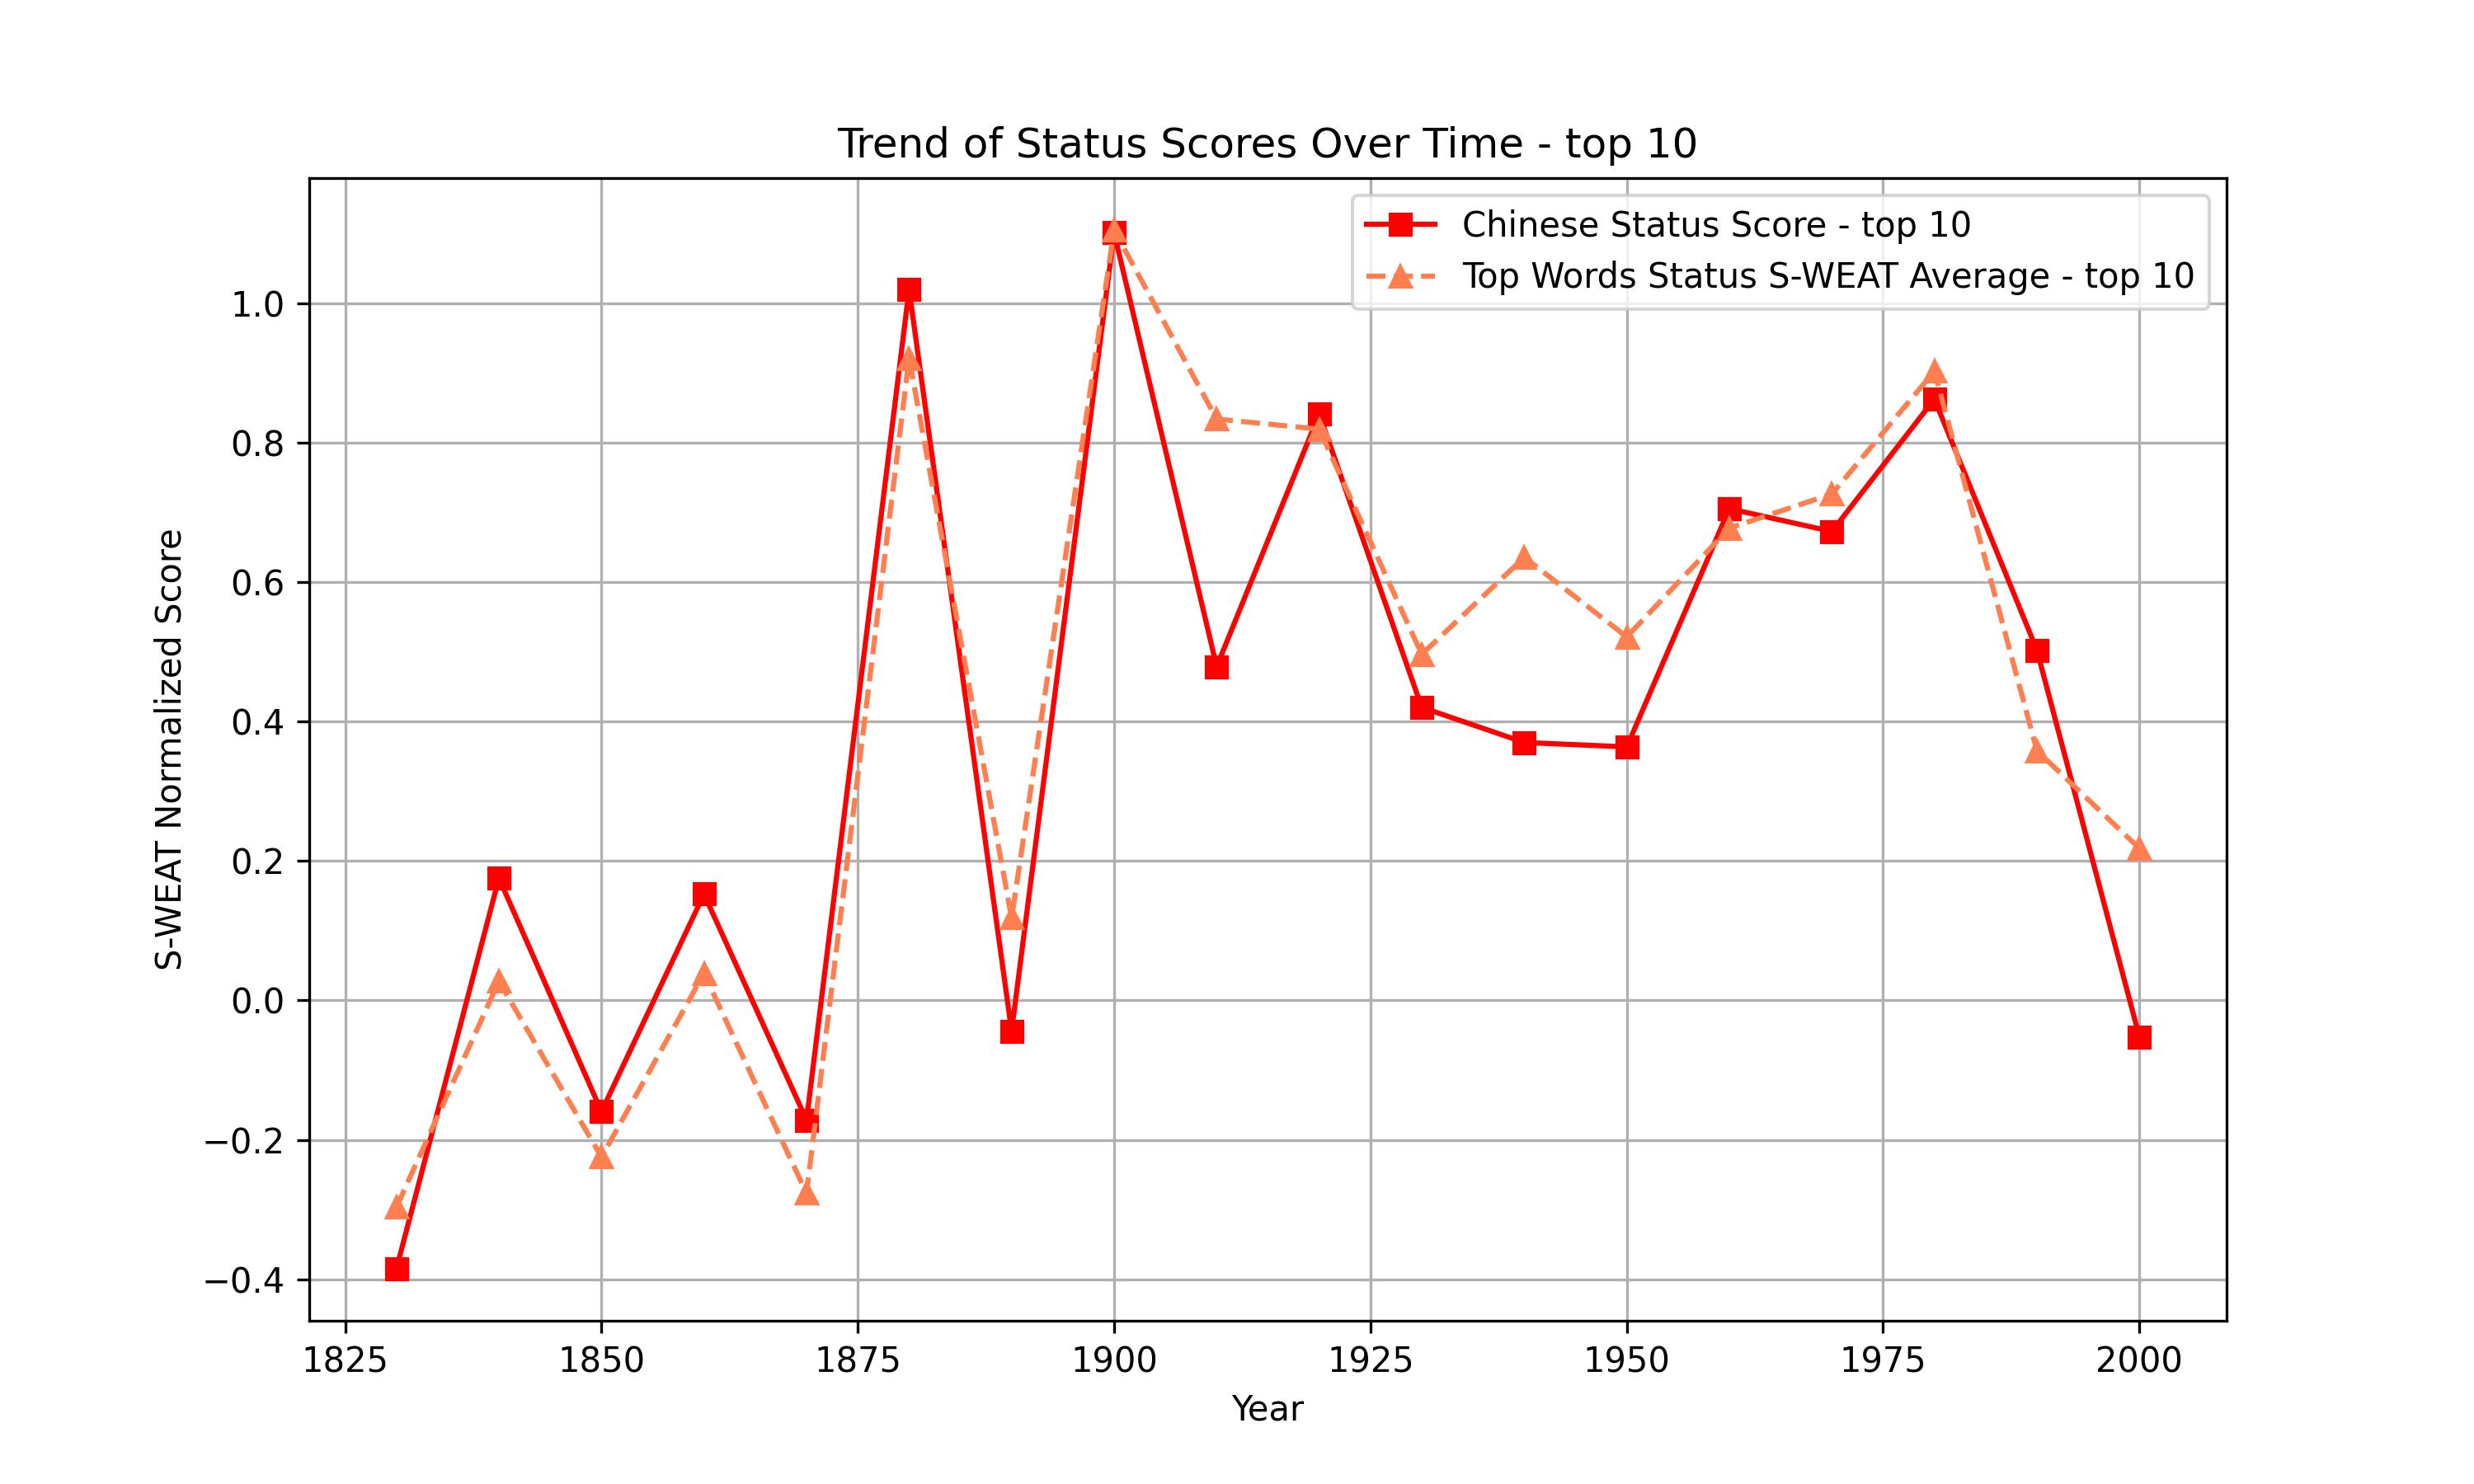 Trend of Status Scores Over Time - top 10
Chinese Status Score - top 10
Top Words Status S-WEAT Average - top 10
S-WEAT Normalized Score
1.0
0.8
0.6
0.4
0.2
0.0
−0.2
−0.4
1825 1850 1875 1900 1925 1950 1975 2000
Year